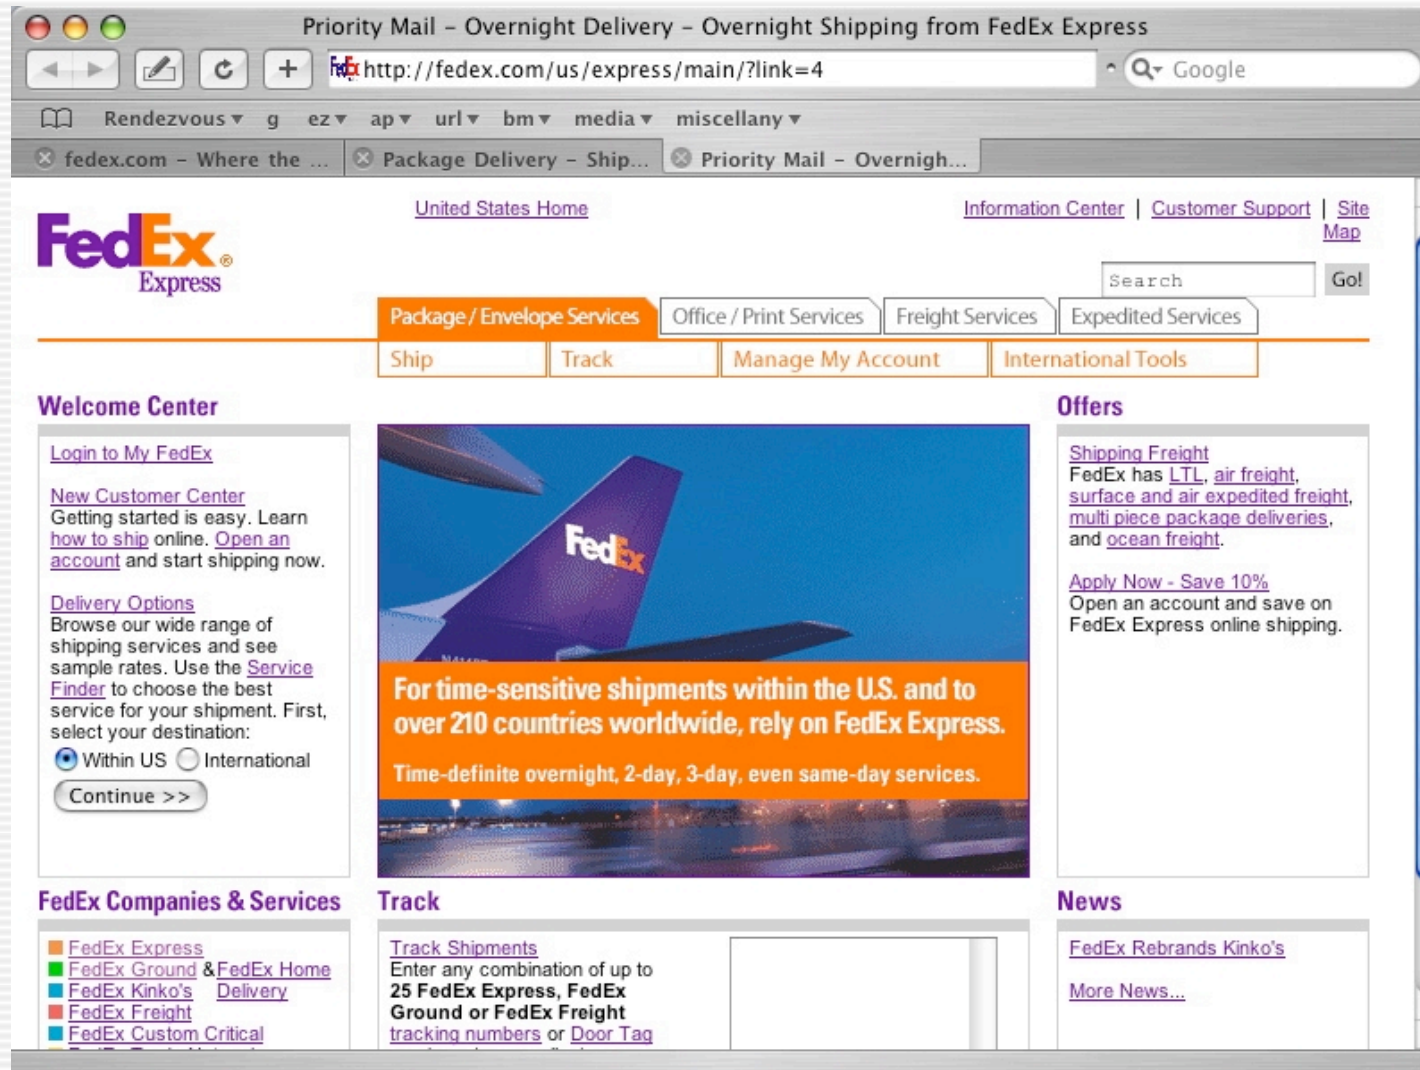 Priority Mail – Overnight Delivery – Overnight Shipping from FedEx Express
http://fedex.com/us/express/main/?link=4
Google
Rendezvous g ez ap url bm media miscellany
fedex.com – Where the ...
Package Delivery – Ship...
Priority Mail – Overnigh...
FedEx®
Express
United States Home
Information Center | Customer Support | Site
Map
Search Go!
Package / Envelope Services Office / Print Services Freight Services Expedited Services
Ship Track Manage My Account International Tools
Welcome Center
Login to My FedEx
New Customer Center
Getting started is easy. Learn
how to ship online. Open an
account and start shipping now.
Delivery Options
Browse our wide range of
shipping services and see
sample rates. Use the Service
Finder to choose the best
service for your shipment. First,
select your destination:
Within US International
Continue >>
FedEx
For time-sensitive shipments within the U.S. and to
over 210 countries worldwide, rely on FedEx Express.
Time-definite overnight, 2-day, 3-day, even same-day services.
Offers
Shipping Freight
FedEx has LTL, air freight,
surface and air expedited freight,
multi piece package deliveries,
and ocean freight.
Apply Now - Save 10%
Open an account and save on
FedEx Express online shipping.
FedEx Companies & Services
FedEx Express
FedEx Ground & FedEx Home
FedEx Kinko's Delivery
FedEx Freight
FedEx Custom Critical
Track
Track Shipments
Enter any combination of up to
25 FedEx Express, FedEx
Ground or FedEx Freight
tracking numbers or Door Tag
News
FedEx Rebrands Kinko's
More News...